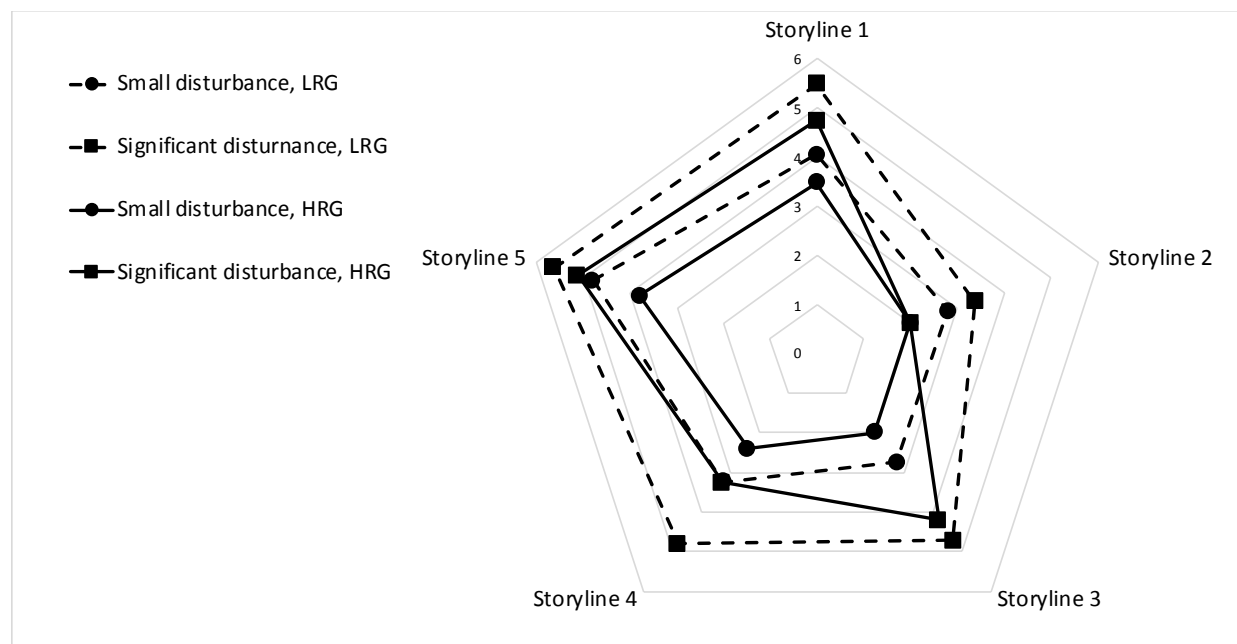 Storyline 1
Small disturbance, LRG
Significant disturnance, LRG
Small disturbance, HRG
Significant disturbance, HRG
6
5
4
3
2
1
0
Storyline 5
Storyline 2
Storyline 4
Storyline 3